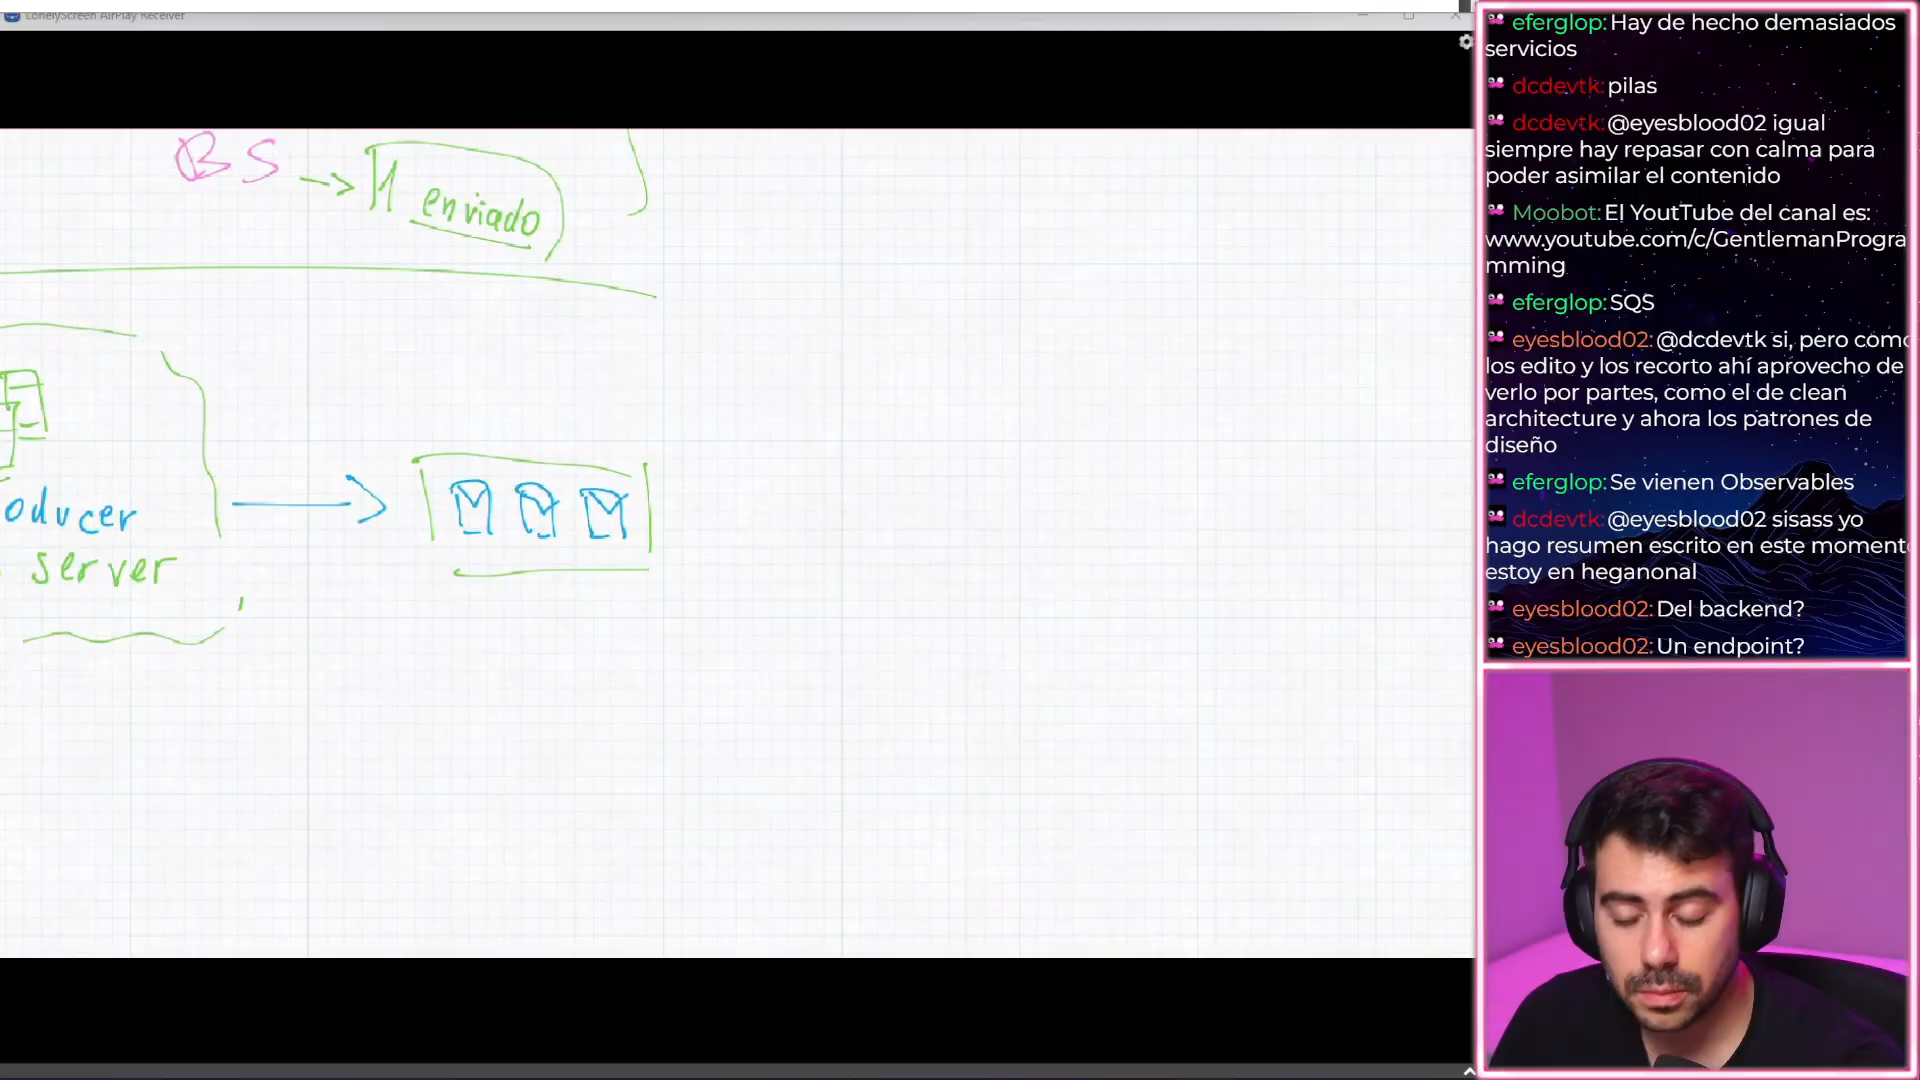 LonelyScreen AirPlay Receiver
BS
1 enviado
oducer
server
eferglop: Hay de hecho demasiados
servicios
dcdevtk: pilas
dcdevtk: @eyesblood02 igual
siempre hay repasar con calma para
poder asimilar el contenido
Moobot: El YoutTube del canal es:
www.youtube.com/c/GentlemanProgra
mming
eferglop: SQS
eyesblood02: @dcdevtk si, pero como
los edito y los recorto ahí aprovecho de
verlo por partes, como el de clean
architecture y ahora los patrones de
diseño
eferglop: Se vienen Observables
dcdevtk: @eyesblood02 sisass yo
hago resumen escrito en este momento
estoy en heganonal
eyesblood02: Del backend?
eyesblood02: Un endpoint?